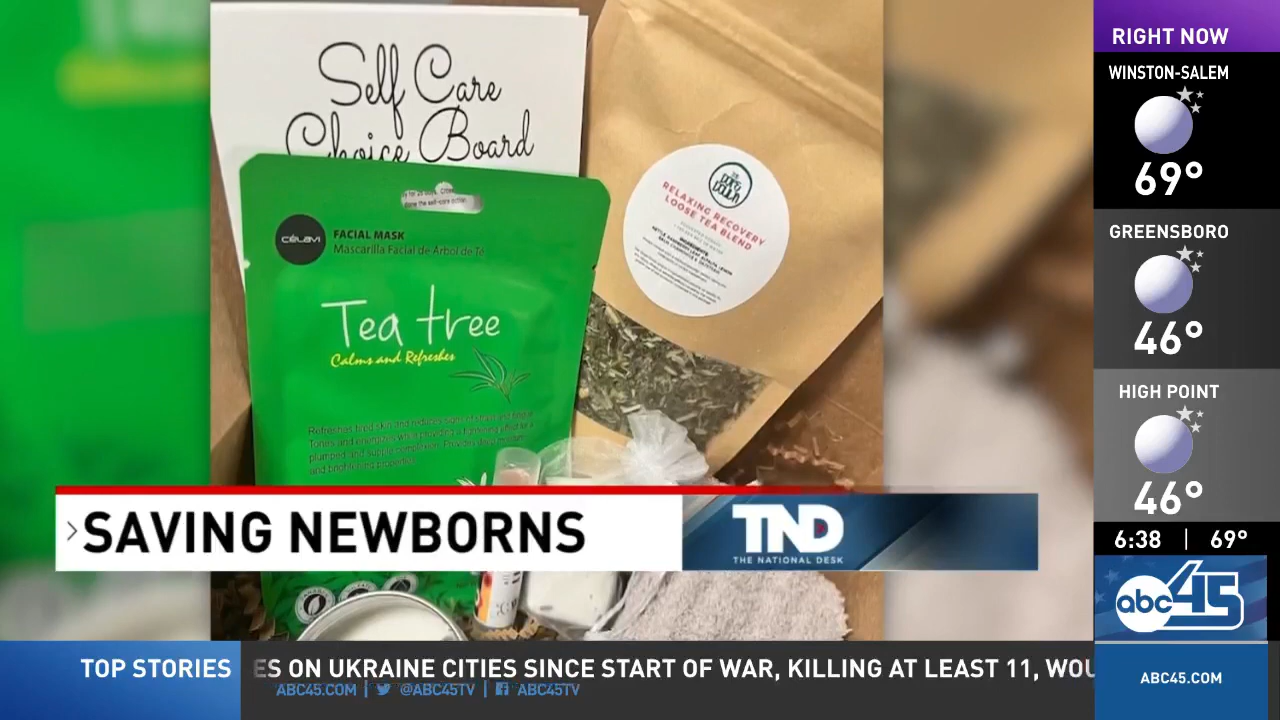 Self Care
Choice Board
CÉLAVI
FACIAL MASK
Mascarilla Facial de Árbol de Té
Tea tree
Calms and Refreshes
RELAXING RECOVERY
LOOSE TEA BLEND
INGREDIENTS
SAVING NEWBORNS
TND
THE NATIONAL DESK
RIGHT NOW
WINSTON-SALEM
69°
GREENSBORO
46°
HIGH POINT
46°
6:38 | 69°
abc45
ABC45.COM
TOP STORIES
ES ON UKRAINE CITIES SINCE START OF WAR, KILLING AT LEAST 11, WOU
ABC45.COM | @ABC45TV | ABC45TV